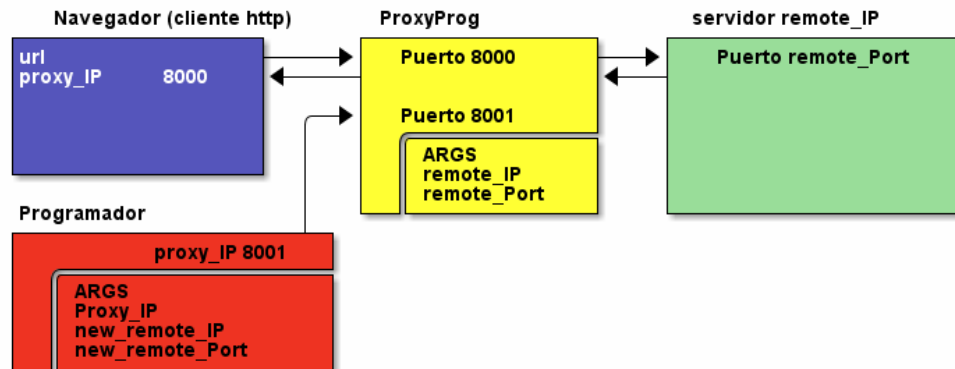 Navegador (cliente http)
url
proxy_IP 8000
ProxyProg
Puerto 8000
Puerto 8001
ARGS
remote_IP
remote_Port
servidor remote_IP
Puerto remote_Port
Programador
proxy_IP 8001
ARGS
Proxy_IP
new_remote_IP
new_remote_Port